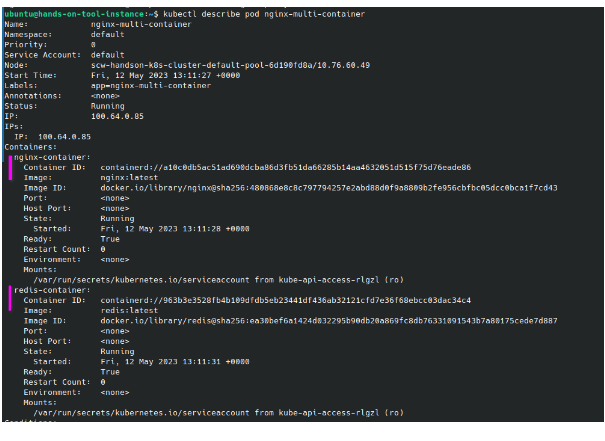 ubuntu@hands-on-tool-instance:~$ kubectl describe pod nginx-multi-container
Name: nginx-multi-container
Namespace: default
Priority: 0
Service Account: default
Node: scw-handson-k8s-cluster-default-pool-6d190fd8a/10.76.60.49
Start Time: Fri, 12 May 2023 13:11:27 +0000
Labels: app=nginx-multi-container
Annotations: <none>
Status: Running
IP: 100.64.0.85
IPs:
IP: 100.64.0.85
Containers:
nginx-container:
Container ID: containerd://a10c0db5ac51ad690dcba86d3fb51da66285b14aa4632051d515f75d76eade86
Image: nginx:latest
Image ID: docker.io/library/nginx@sha256:480868e8c8c797794257e2abd88d0f9a8809b2fe956cbfbc05dcc0bca1f7cd43
Port: <none>
Host Port: <none>
State: Running
Started: Fri, 12 May 2023 13:11:28 +0000
Ready: True
Restart Count: 0
Environment: <none>
Mounts:
/var/run/secrets/kubernetes.io/serviceaccount from kube-api-access-rlgzl (ro)
redis-container:
Container ID: containerd://963b3e3528fb4b109dfdb5eb23441df436ab32121cfd7e36f68ebcc03dac34c4
Image: redis:latest
Image ID: docker.io/library/redis@sha256:ea30bef6a1424d032295b90db20a869fc8db76331091543b7a80175cede7d887
Port: <none>
Host Port: <none>
State: Running
Started: Fri, 12 May 2023 13:11:31 +0000
Ready: True
Restart Count: 0
Environment: <none>
Mounts:
/var/run/secrets/kubernetes.io/serviceaccount from kube-api-access-rlgzl (ro)